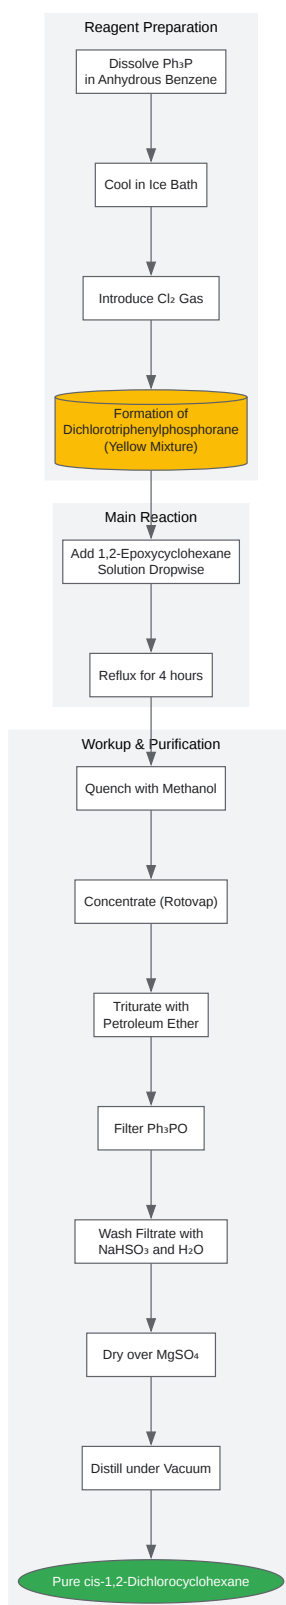 Reagent Preparation
Dissolve Ph₃P
in Anhydrous Benzene
Cool in Ice Bath
Introduce Cl₂ Gas
Formation of
Dichlorotriphenylphosphorane
(Yellow Mixture)
Main Reaction
Add 1,2-Epoxycyclohexane
Solution Dropwise
Reflux for 4 hours
Workup & Purification
Quench with Methanol
Concentrate (Rotovap)
Triturate with
Petroleum Ether
Filter Ph₃PO
Wash Filtrate with
NaHSO₃ and H₂O
Dry over MgSO₄
Distill under Vacuum
Pure cis-1,2-Dichlorocyclohexane